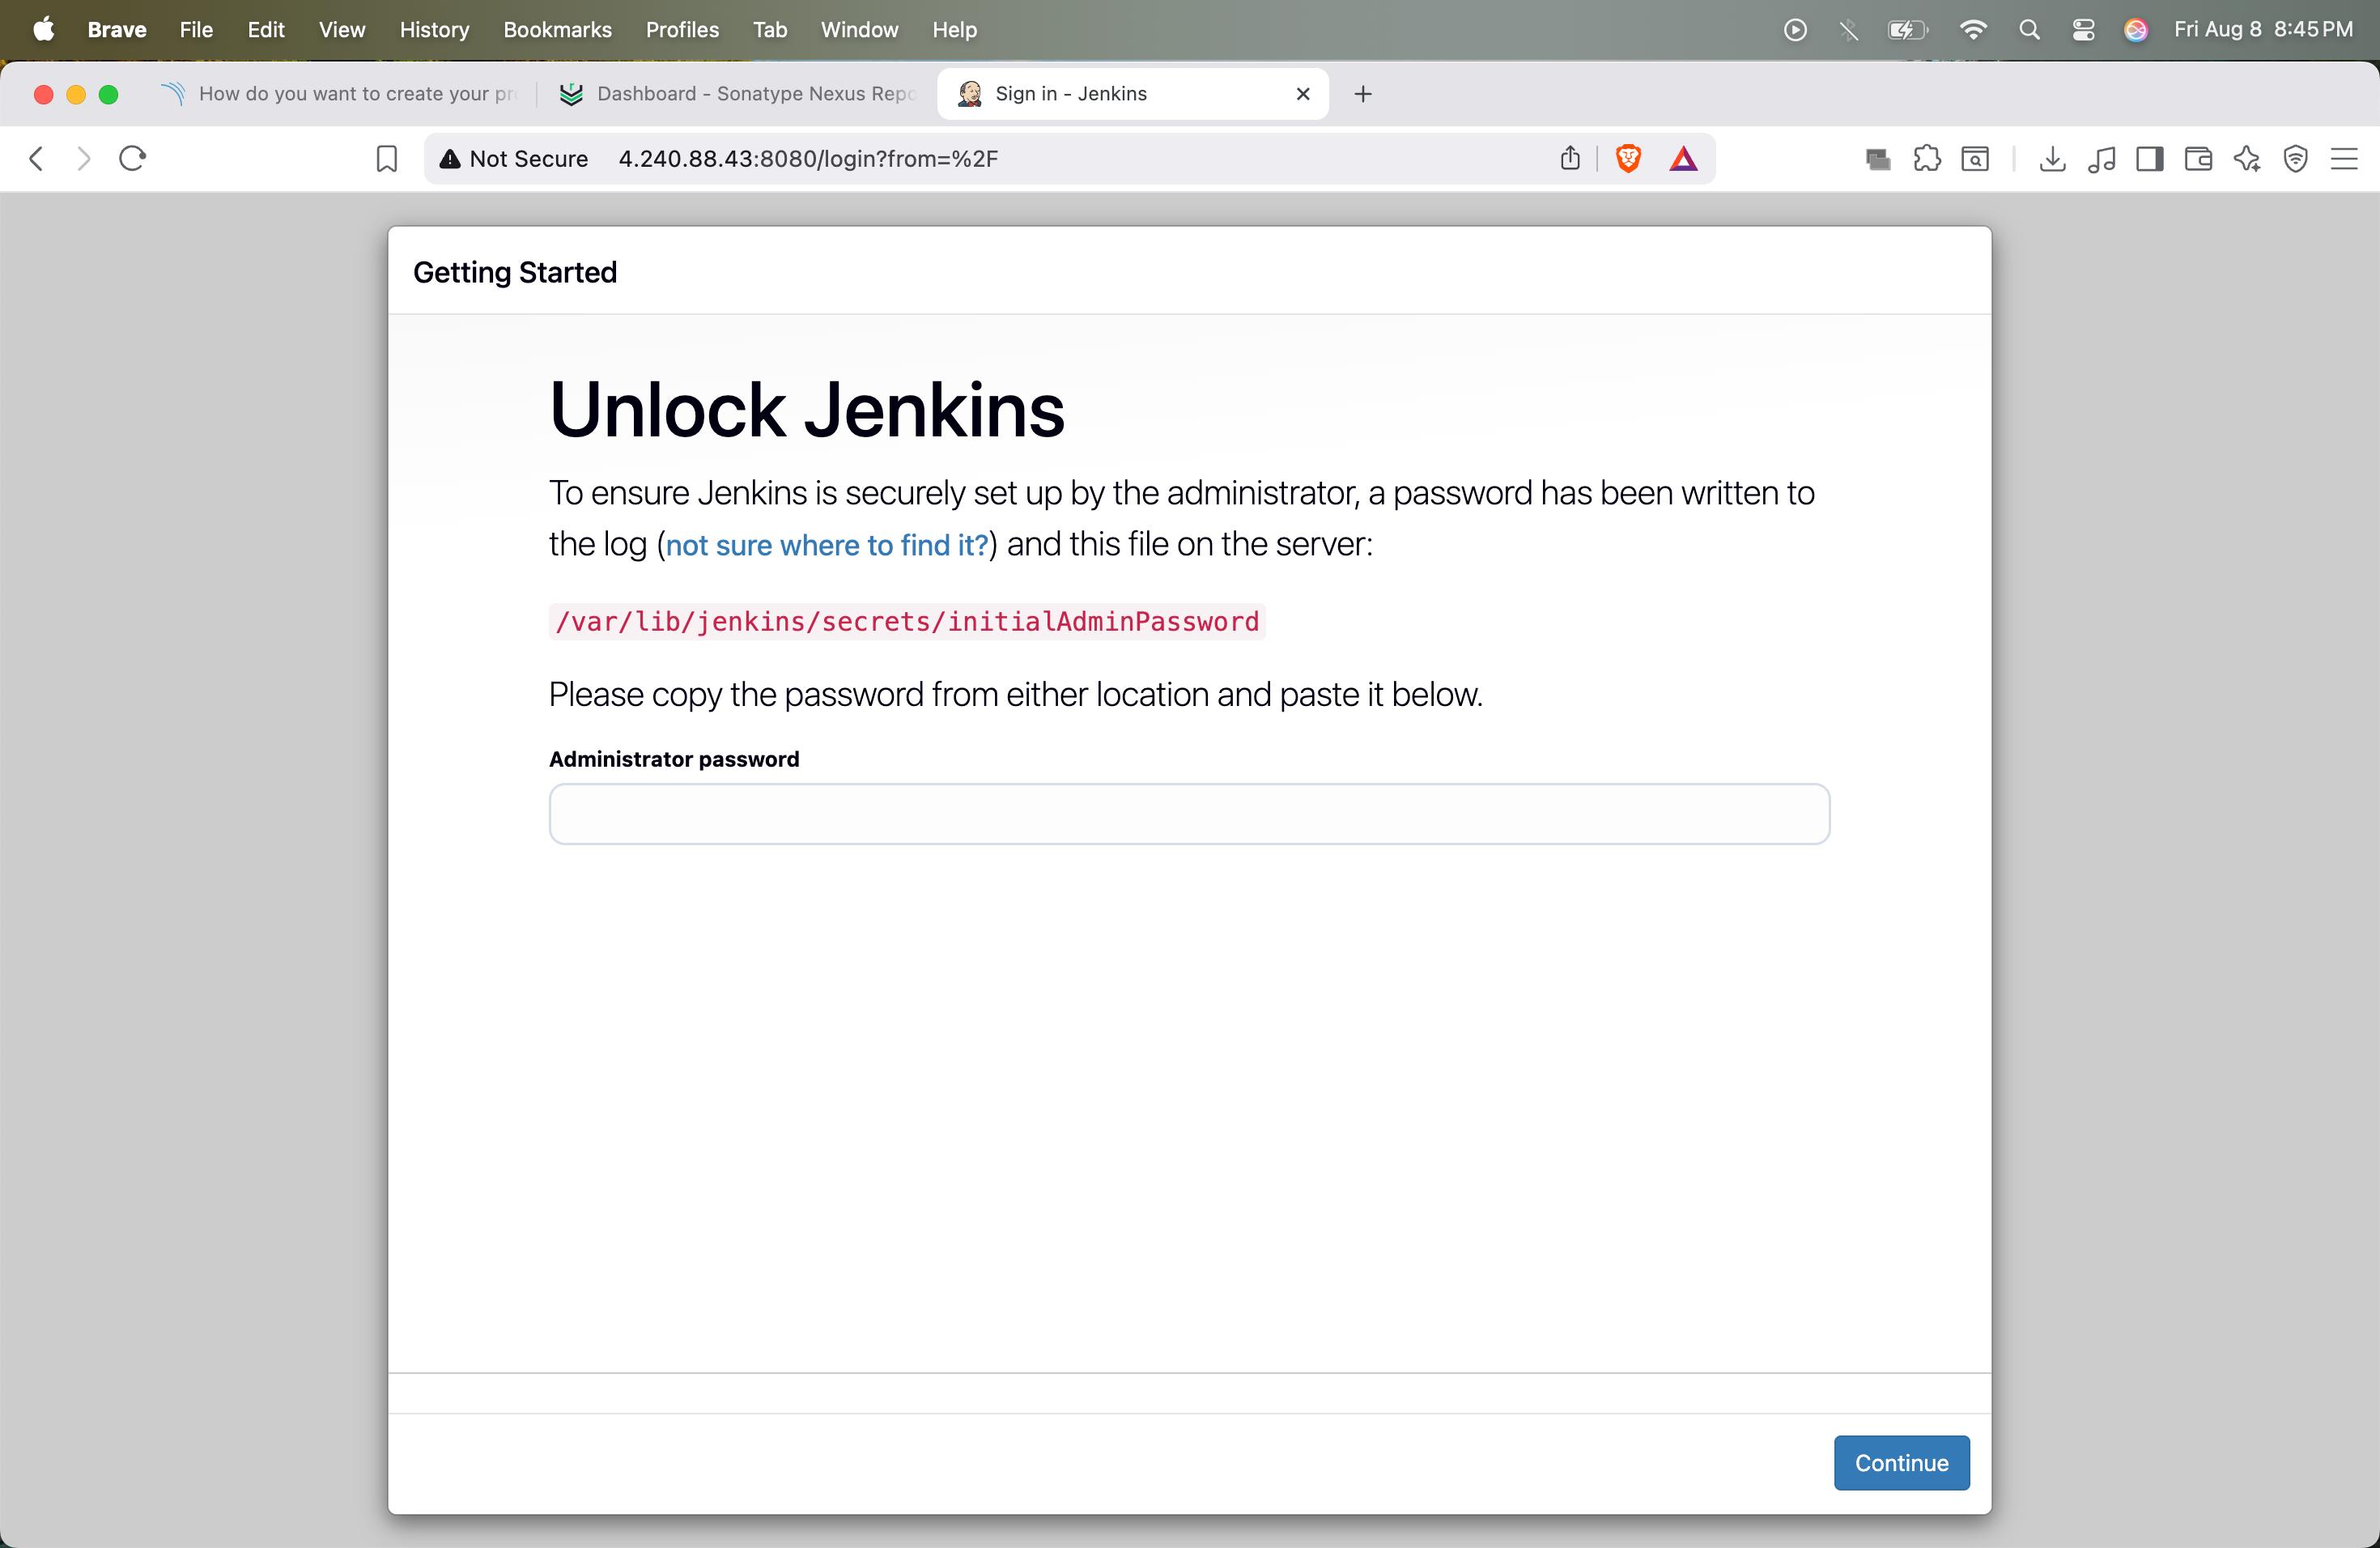 Brave File Edit View History Bookmarks Profiles Tab Window Help Fri Aug 8 8:45 PM
How do you want to create your pr Dashboard - Sonatype Nexus Repo Sign in - Jenkins
Not Secure 4.240.88.43:8080/login?from=%2F
Getting Started
Unlock Jenkins
To ensure Jenkins is securely set up by the administrator, a password has been written to
the log (not sure where to find it?) and this file on the server:
/var/lib/jenkins/secrets/initialAdminPassword
Please copy the password from either location and paste it below.
Administrator password
Continue